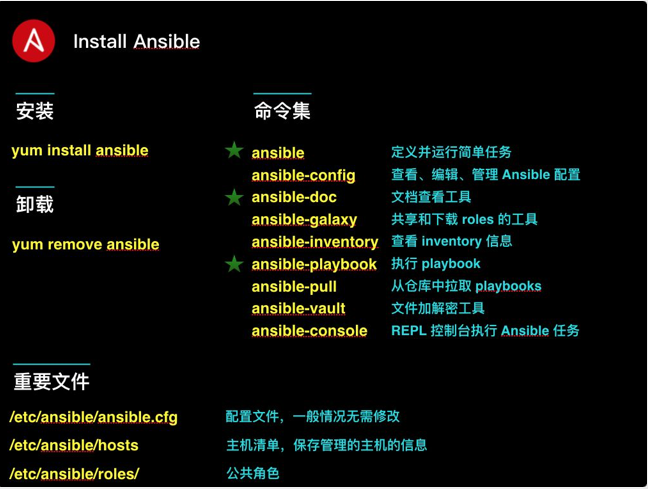 Install Ansible
安装
yum install ansible
卸载
yum remove ansible
命令集
ansible 定义并运行简单任务
ansible-config 查看、编辑、管理 Ansible 配置
ansible-doc 文档查看工具
ansible-galaxy 共享和下载 roles 的工具
ansible-inventory 查看 inventory 信息
ansible-playbook 执行 playbook
ansible-pull 从仓库中拉取 playbooks
ansible-vault 文件加解密工具
ansible-console REPL 控制台执行 Ansible 任务
重要文件
/etc/ansible/ansible.cfg 配置文件，一般情况无需修改
/etc/ansible/hosts 主机清单，保存管理的主机的信息
/etc/ansible/roles/ 公共角色